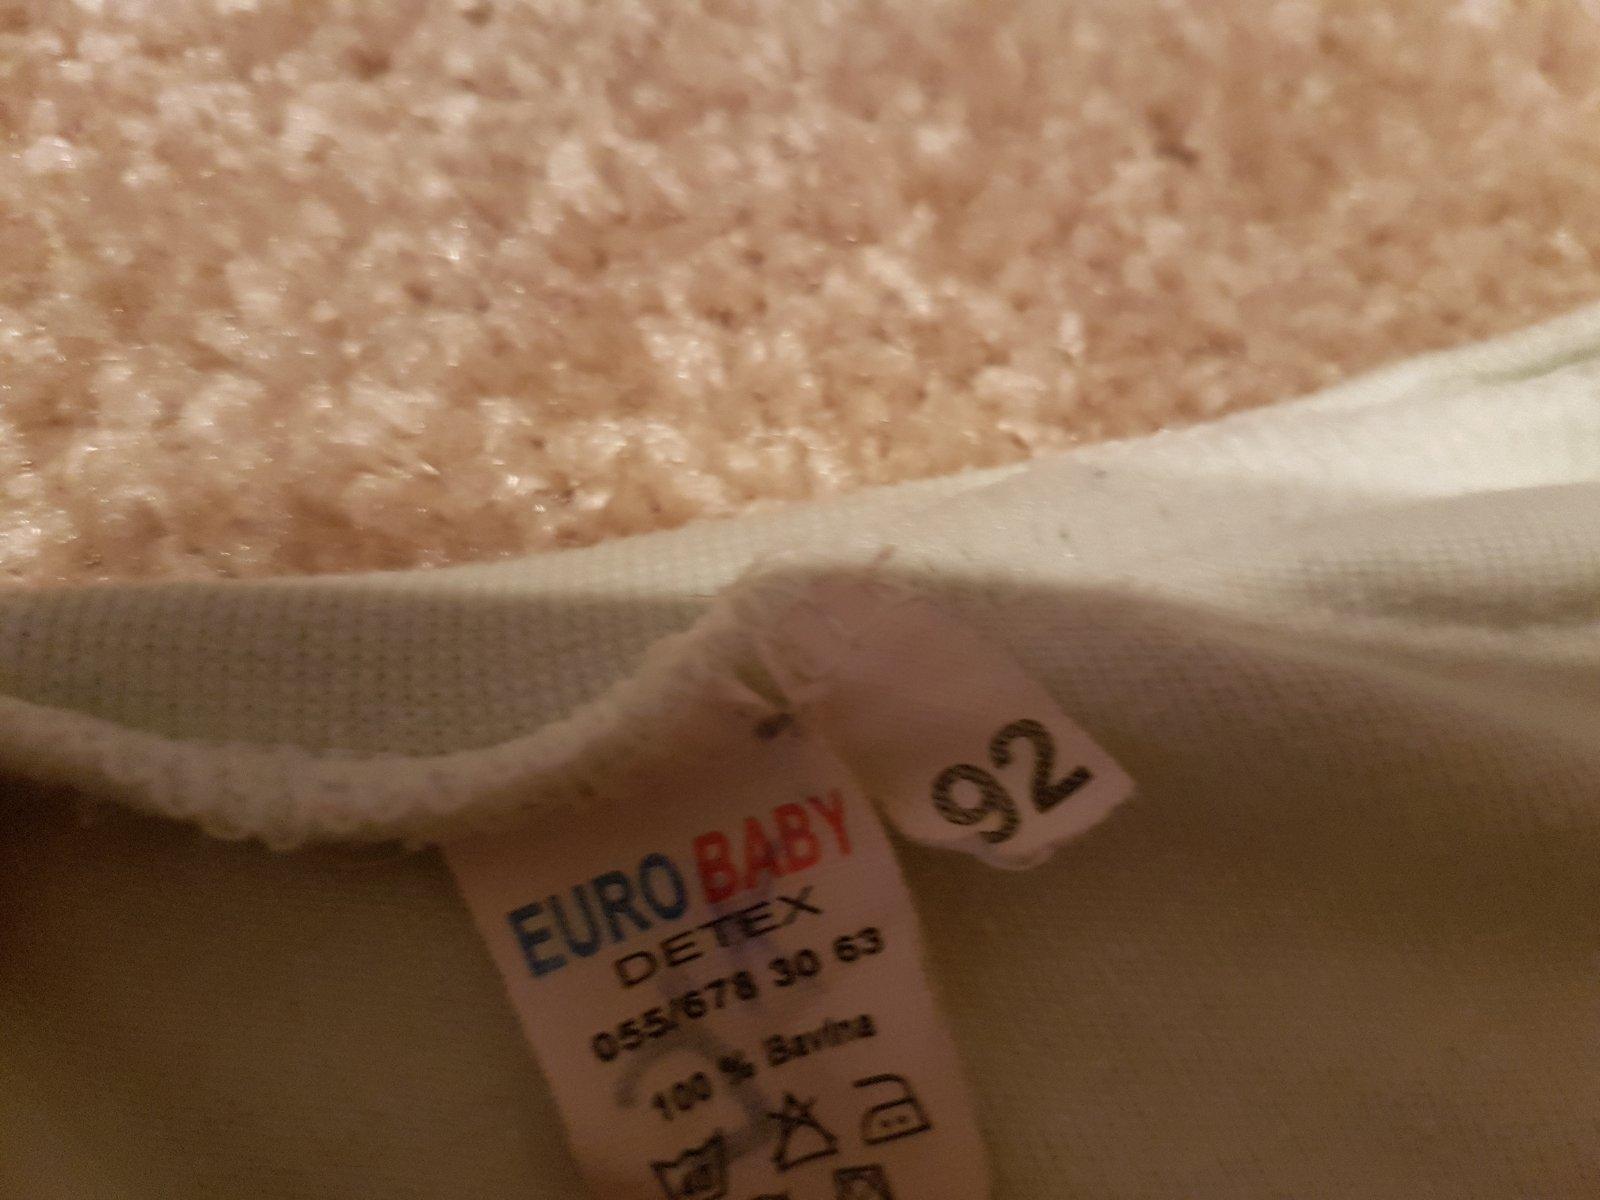 92
EURO BABY
DETEX
055/678 30 63
100 % Bavlna